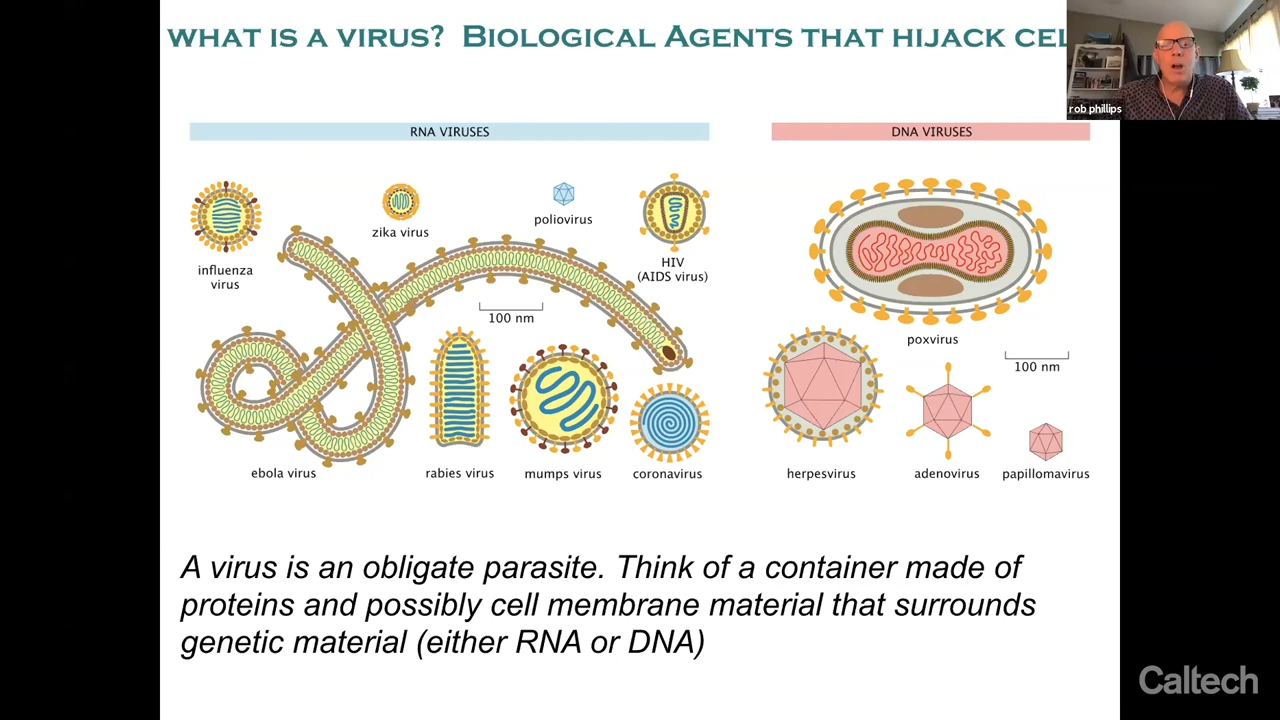 WHAT IS A VIRUS? BIOLOGICAL AGENTS THAT HIJACK CEL
rob phillips
RNA VIRUSES
DNA VIRUSES
influenza
virus
zika virus
poliovirus
HIV
(AIDS virus)
100 nm
poxvirus
100 nm
ebola virus
rabies virus
mumps virus
coronavirus
herpesvirus
adenovirus
papillomavirus
A virus is an obligate parasite. Think of a container made of
proteins and possibly cell membrane material that surrounds
genetic material (either RNA or DNA)
Caltech